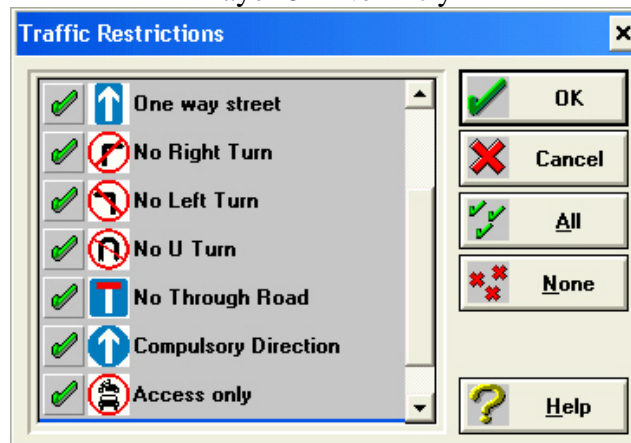 Traffic Restrictions
One way street
No Right Turn
No Left Turn
No U Turn
No Through Road
Compulsory Direction
Access only
OK
Cancel
All
None
Help